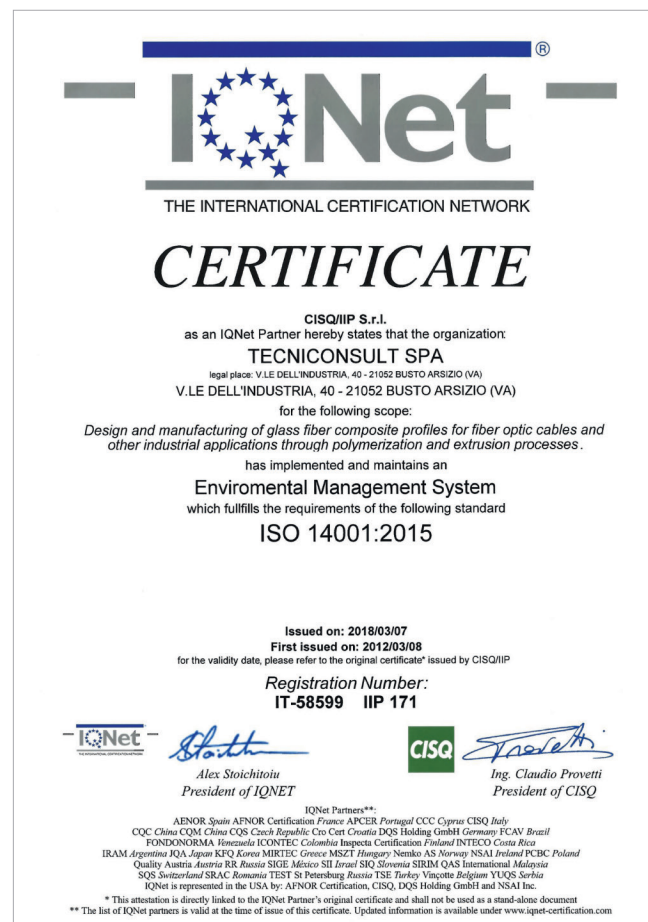 IQNet ®
THE INTERNATIONAL CERTIFICATION NETWORK
CERTIFICATE
CISQ/IIP S.r.l.
as an IQNet Partner hereby states that the organization:
TECNICONSULT SPA
legal place: V.LE DELL'INDUSTRIA, 40 - 21052 BUSTO ARSIZIO (VA)
V.LE DELL'INDUSTRIA, 40 - 21052 BUSTO ARSIZIO (VA)
for the following scope:
Design and manufacturing of glass fiber composite profiles for fiber optic cables and
other industrial applications through polymerization and extrusion processes.
has implemented and maintains an
Enviromental Management System
which fullfills the requirements of the following standard
ISO 14001:2015
Issued on: 2018/03/07
First issued on: 2012/03/08
for the validity date, please refer to the original certificate* issued by CISQ/IIP
Registration Number:
IT-58599 IIP 171
IQNet
THE INTERNATIONAL CERTIFICATION NETWORK
CISQ
Alex Stoichitoiu
President of IQNET
Ing. Claudio Provetti
President of CISQ
IQNet Partners**:
AENOR Spain AFNOR Certification France APCER Portugal CCC Cyprus CISQ Italy
CQC China CQM China CQS Czech Republic Cro Cert Croatia DQS Holding GmbH Germany FCAV Brazil
FONDONORMA Venezuela ICONTEC Colombia Inspecta Certification Finland INTECO Costa Rica
IRAM Argentina JQA Japan KFQ Korea MIRTEC Greece MSZT Hungary Nemko AS Norway NSAI Ireland PCBC Poland
Quality Austria Austria RR Russia SIGE México SII Israel SIQ Slovenia SIRIM QAS International Malaysia
SQS Switzerland SRAC Romania TEST St Petersburg Russia TSE Turkey Vinçotte Belgium YUQS Serbia
IQNet is represented in the USA by: AFNOR Certification, CISQ, DQS Holding GmbH and NSAI Inc.
* This attestation is directly linked to the IQNet Partner's original certificate and shall not be used as a stand-alone document
** The list of IQNet partners is valid at the time of issue of this certificate. Updated information is available under www.iqnet-certification.com